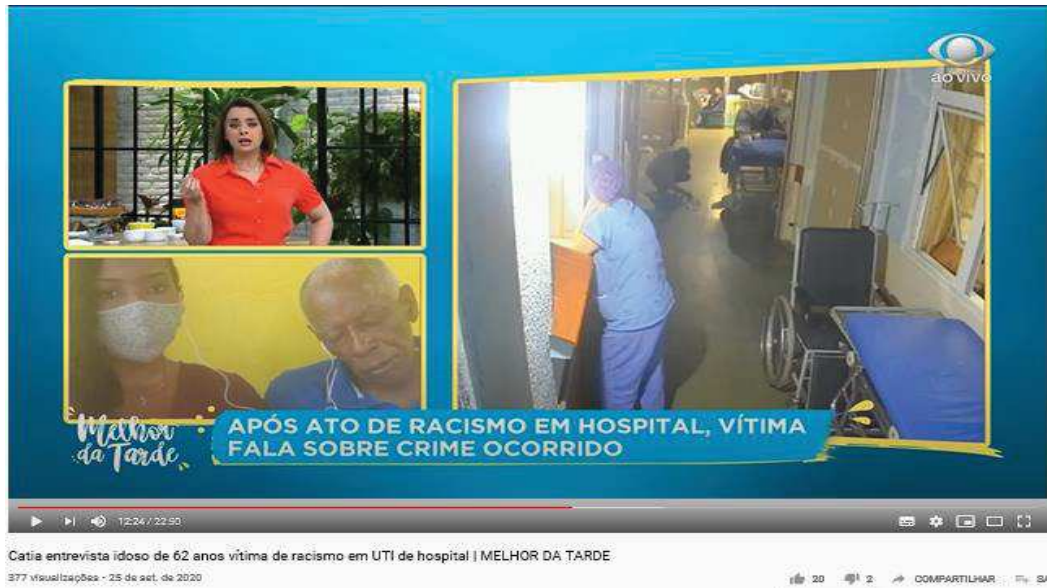 ao vivo
Melhor
da Tarde
APÓS ATO DE RACISMO EM HOSPITAL, VÍTIMA
FALA SOBRE CRIME OCORRIDO
12:24 / 22:50
Catia entrevista idoso de 62 anos vítima de racismo em UTI de hospital | MELHOR DA TARDE
377 visualizações - 25 de set. de 2020
20
2
COMPARTILHAR